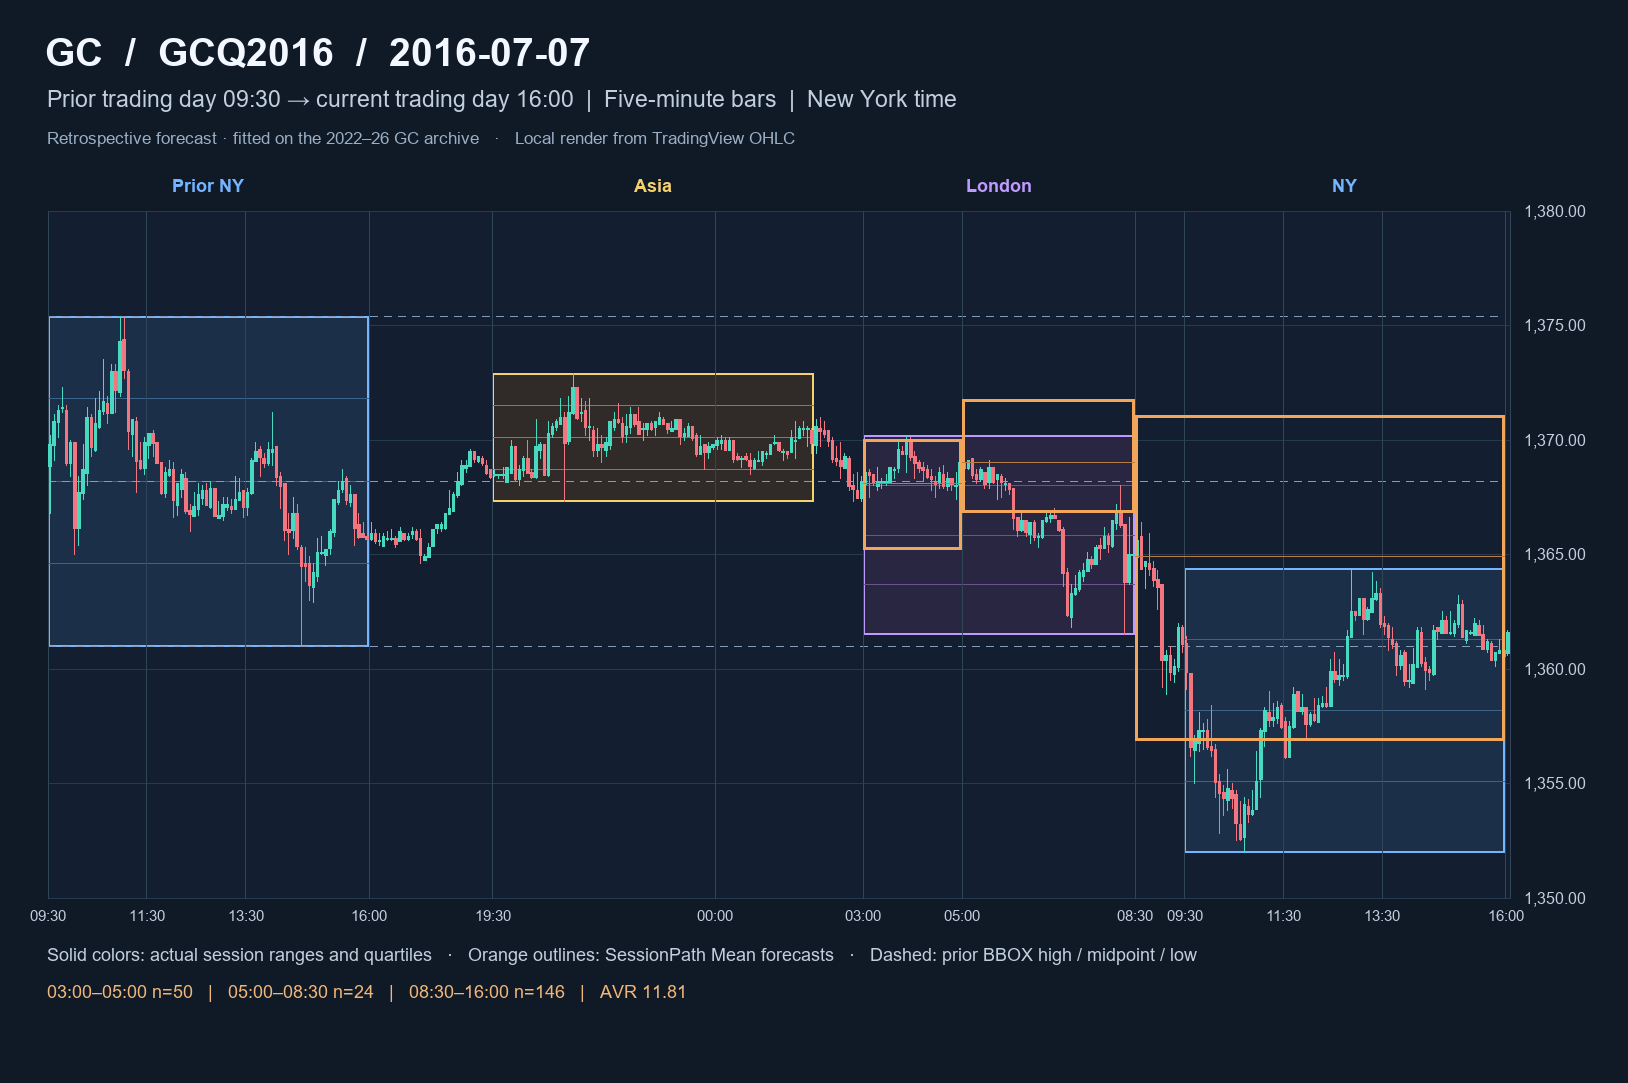 GC / GCQ2016 / 2016-07-07
Prior trading day 09:30 → current trading day 16:00 | Five-minute bars | New York time
Retrospective forecast · fitted on the 2022–26 GC archive · Local render from TradingView OHLC
Prior NY Asia London NY
1,380.00
1,375.00
1,370.00
1,365.00
1,360.00
1,355.00
1,350.00
09:30 11:30 13:30 16:00 19:30 00:00 03:00 05:00 08:30 09:30 11:30 13:30 16:00
Solid colors: actual session ranges and quartiles · Orange outlines: SessionPath Mean forecasts · Dashed: prior BBOX high / midpoint / low
03:00–05:00 n=50 | 05:00–08:30 n=24 | 08:30–16:00 n=146 | AVR 11.81